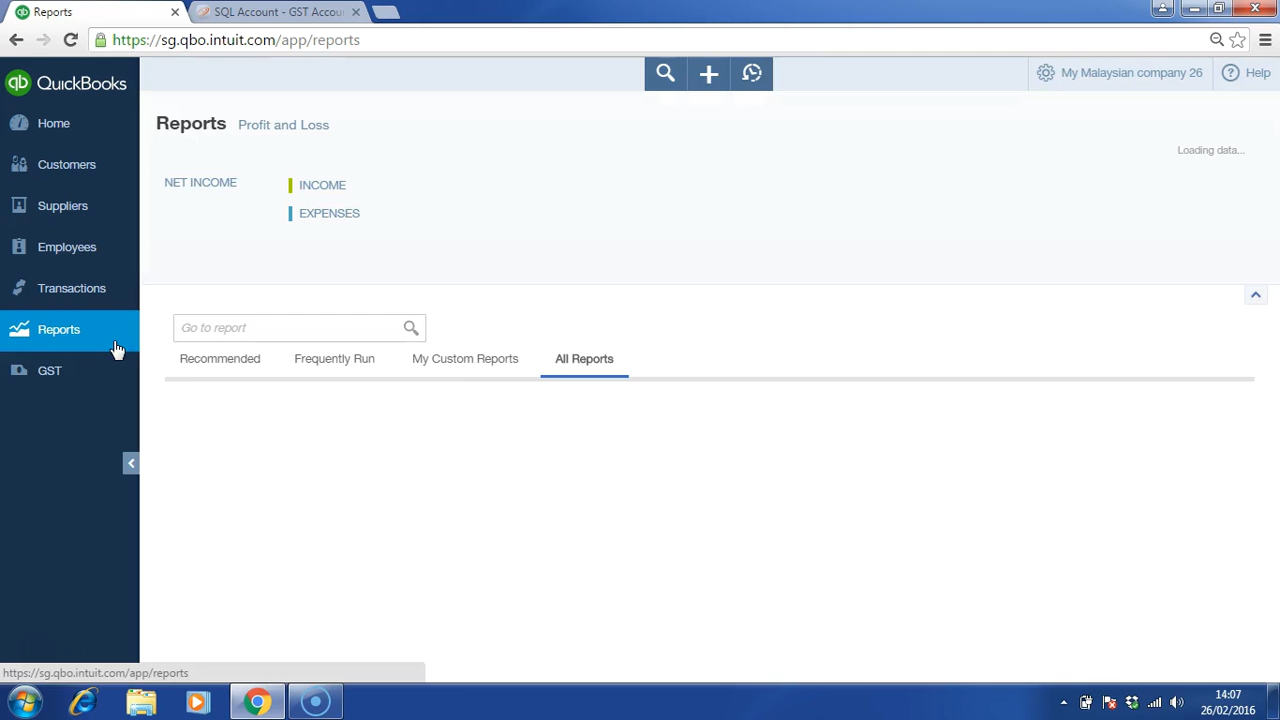 Reports
SQL Account - GST Accou
https://sg.qbo.intuit.com/app/reports
qb QuickBooks
My Malaysian company 26
Help
Home
Customers
Suppliers
Employees
Transactions
Reports
GST
Reports Profit and Loss
Loading data...
NET INCOME
INCOME
EXPENSES
Go to report
Recommended
Frequently Run
My Custom Reports
All Reports
https://sg.qbo.intuit.com/app/reports
14:07
26/02/2016